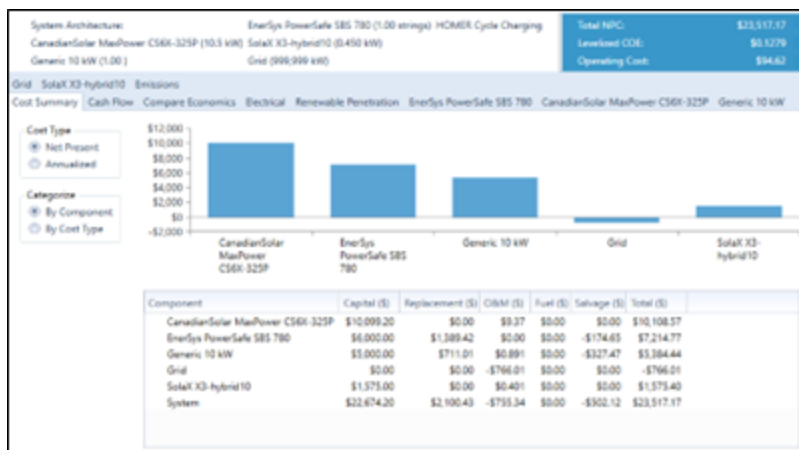 System Architecture: EnerSys PowerSafe SBS 780 (1.00 strings) HOMER Cycle Charging
CanadianSolar MaxPower CS6X-325P (10.5 kW) SolaX X3-hybrid10 (0.450 kW)
Generic 10 kW (1.00 ) Grid (999,999 kW)
Total NPC: $23,517.17
Levelized COE: $0.1279
Operating Cost: $94.62
Grid SolaX X3-hybrid10 Emissions
Cost Summary Cash Flow Compare Economics Electrical Renewable Penetration EnerSys PowerSafe SBS 780 CanadianSolar MaxPower CS6X-325P Generic 10 kW
Cost Type
Net Present
Annualized
Categorize
By Component
By Cost Type
$12,000
$10,000
$8,000
$6,000
$4,000
$2,000
$0
-$2,000
CanadianSolar MaxPower CS6X-325P
EnerSys PowerSafe SBS 780
Generic 10 kW
Grid
SolaX X3-hybrid10
Component Capital ($) Replacement ($) O&M ($) Fuel ($) Salvage ($) Total ($)
CanadianSolar MaxPower CS6X-325P $10,099.20 $0.00 $9.37 $0.00 $0.00 $10,108.57
EnerSys PowerSafe SBS 780 $6,000.00 $1,389.42 $0.00 $0.00 -$174.65 $7,214.77
Generic 10 kW $5,000.00 $711.01 $0.891 $0.00 -$327.47 $5,384.44
Grid $0.00 $0.00 -$766.01 $0.00 $0.00 -$766.01
SolaX X3-hybrid10 $1,575.00 $0.00 $0.401 $0.00 $0.00 $1,575.40
System $22,674.20 $2,100.43 -$755.34 $0.00 -$502.12 $23,517.17